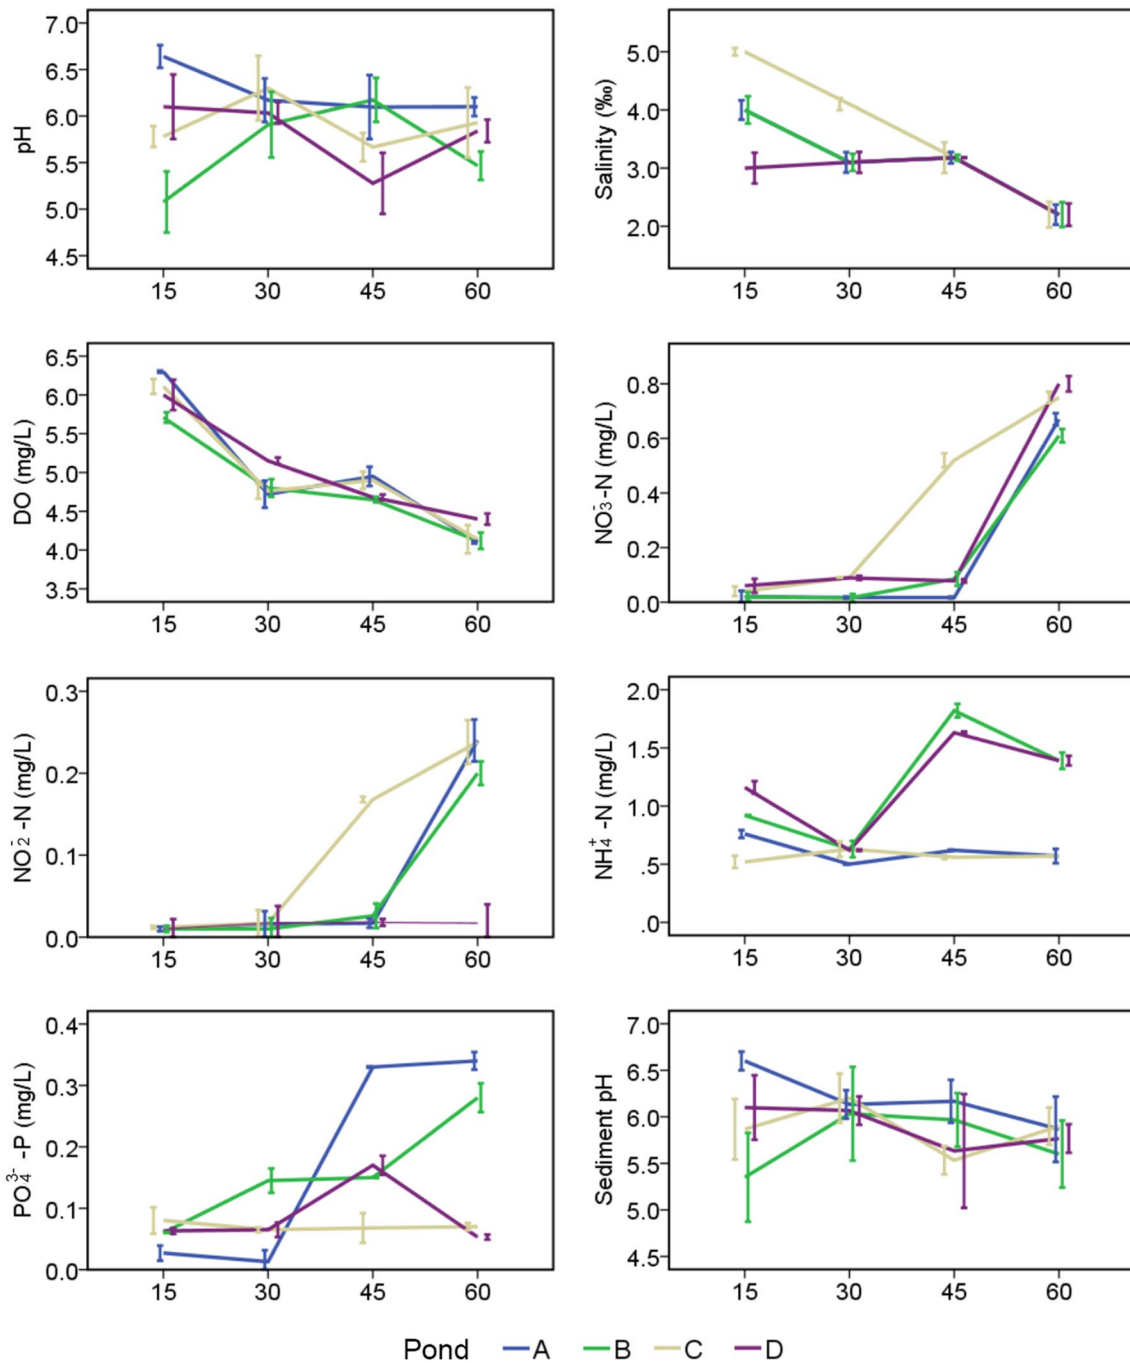 pH
7.0
6.5
6.0
5.5
5.0
4.5
15 30 45 60
Salinity (‰)
5.0
4.0
3.0
2.0
15 30 45 60
DO (mg/L)
6.5
6.0
5.5
5.0
4.5
4.0
3.5
15 30 45 60
NO₃⁻-N (mg/L)
0.8
0.6
0.4
0.2
0.0
15 30 45 60
NO₂⁻-N (mg/L)
0.3
0.2
0.1
0.0
15 30 45 60
NH₄⁺-N (mg/L)
2.0
1.5
1.0
.5
.0
15 30 45 60
PO₄³⁻-P (mg/L)
0.4
0.3
0.2
0.1
0.0
15 30 45 60
Sediment pH
7.0
6.5
6.0
5.5
5.0
4.5
15 30 45 60
Pond A B C D